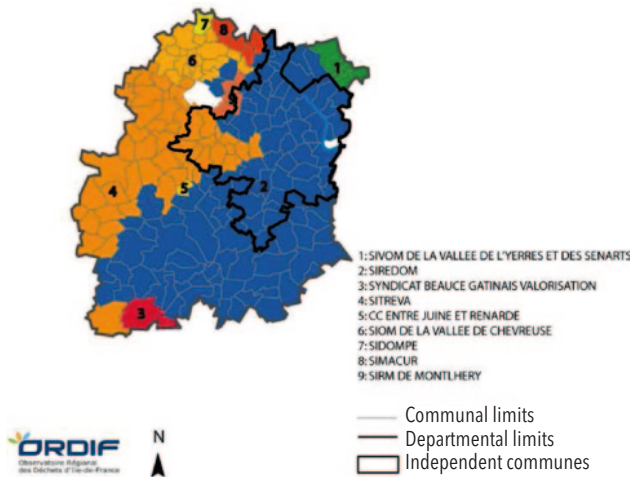 7
8
6
1
9
4
5
2
3
1: SIVOM DE LA VALLEE DE L'YERRES ET DES SENARTS
2: SIREDOM
3: SYNDICAT BEAUCE GATINAIS VALORISATION
4: SITREVA
5: CC ENTRE JUINE ET RENARDE
6: SIOM DE LA VALLEE DE CHEVREUSE
7: SIDOMPE
8: SIMACUR
9: SIRM DE MONTLHERY
Communal limits
Departmental limits
Independent communes
ORDIF
Observatoire Régional
des Déchets d'Ile-de-France
N